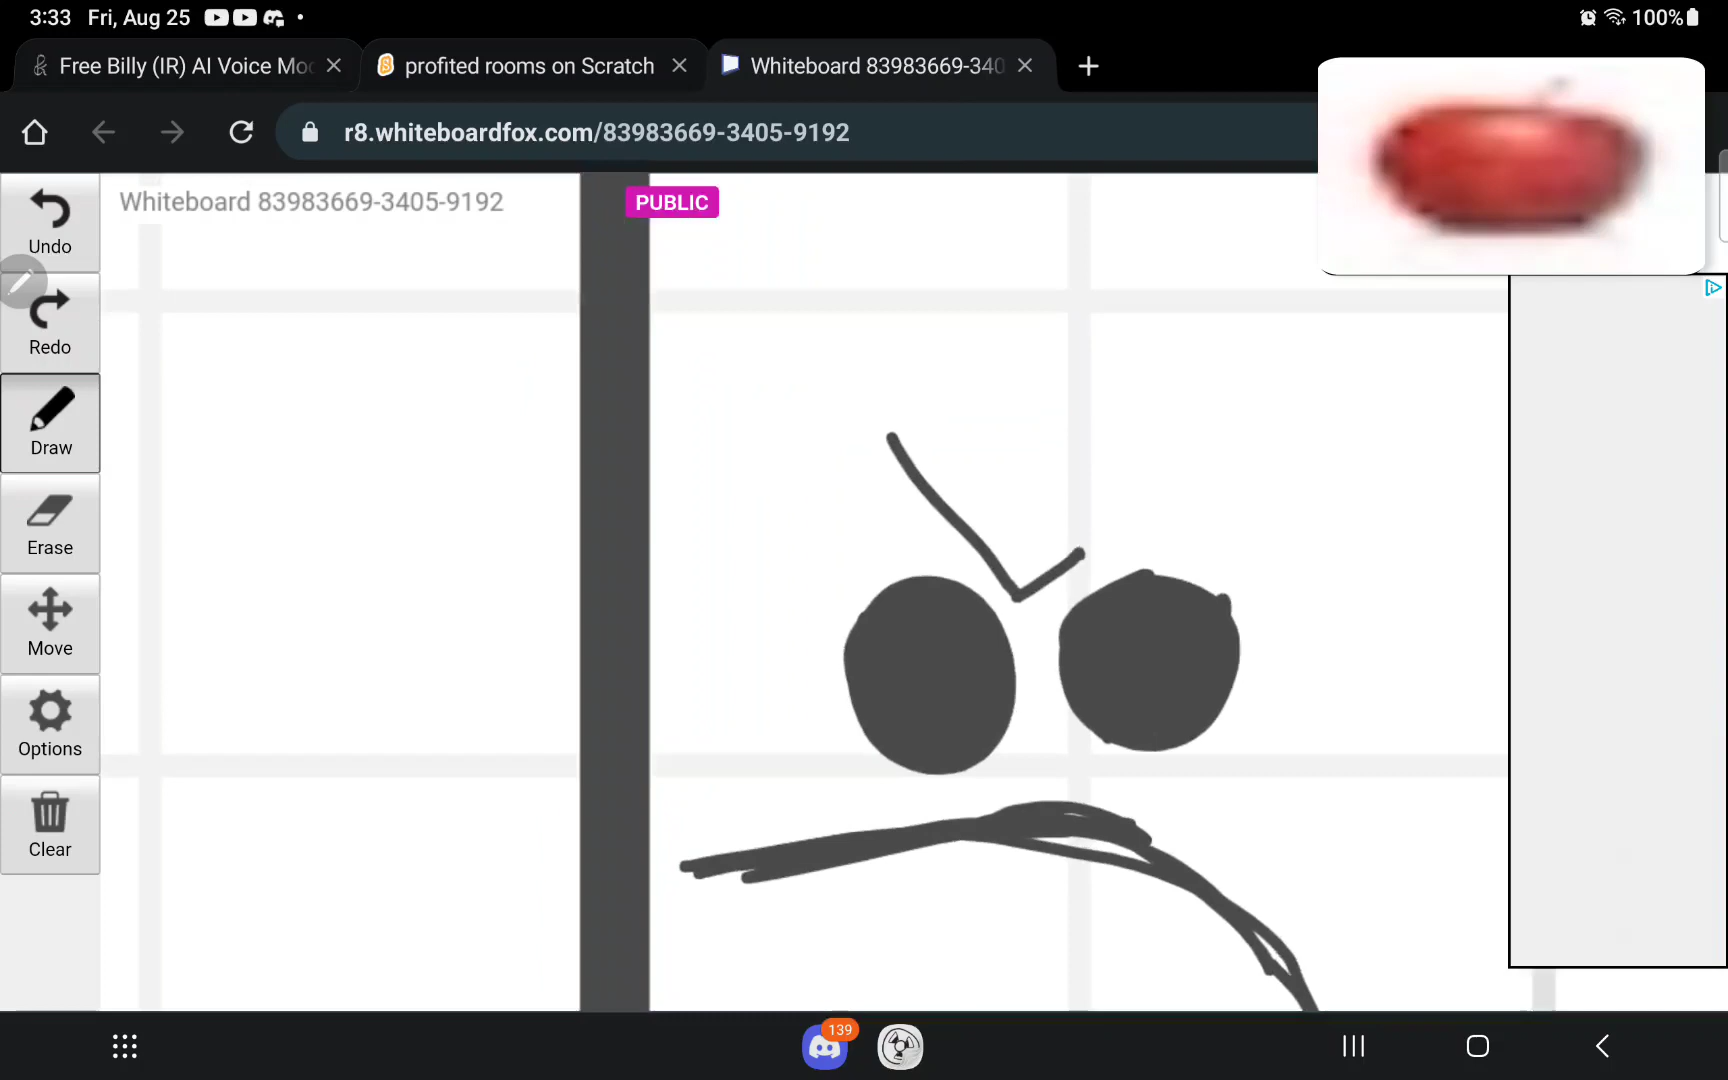 3:33 Fri, Aug 25
100%
Free Billy (IR) AI Voice Mo
profited rooms on Scratch
Whiteboard 83983669-340
r8.whiteboardfox.com/83983669-3405-9192
Whiteboard 83983669-3405-9192
PUBLIC
Undo
Redo
Draw
Erase
Move
Options
Clear
139